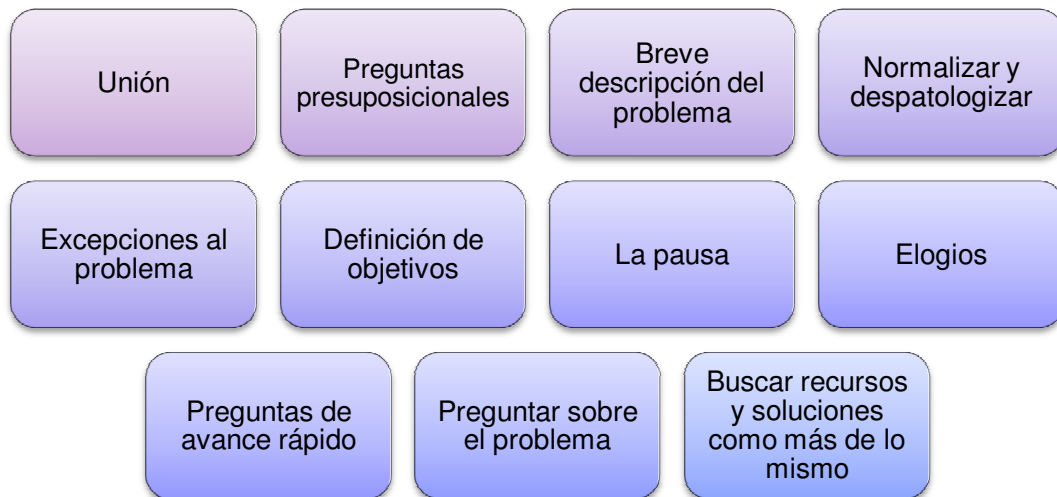 Unión
Preguntas
presuposicionales
Breve
descripción del
problema
Normalizar y
despatologizar
Excepciones al
problema
Definición de
objetivos
La pausa
Elogios
Preguntas de
avance rápido
Preguntar sobre
el problema
Buscar recursos
y soluciones
como más de lo
mismo